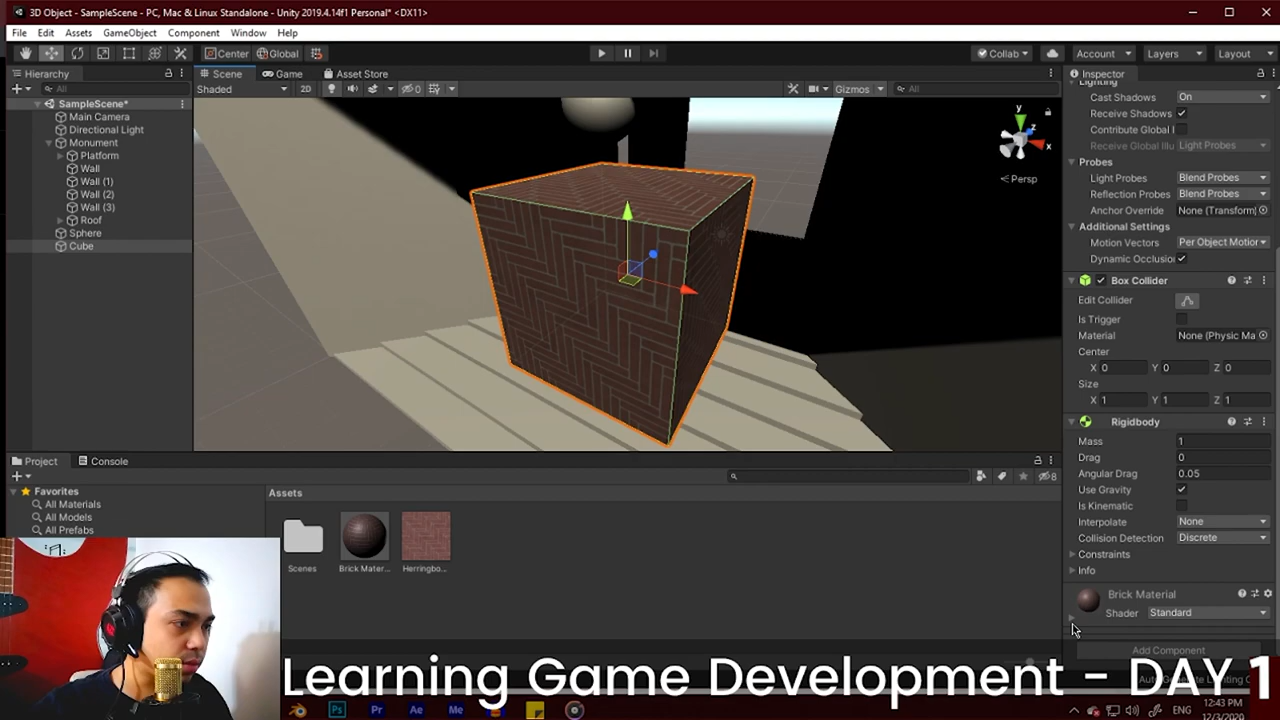 3D Object - SampleScene - PC, Mac & Linux Standalone - Unity 2019.4.14f1 Personal* <DX11>
File Edit Assets GameObject Component Window Help
Center Global Collab Account Layers Layout
Hierarchy Scene Game Asset Store Inspector
All Shaded 2D 0 Gizmos All
SampleScene*
Main Camera
Directional Light
Monument
Platform
Wall
Wall (1)
Wall (2)
Wall (3)
Roof
Sphere
Cube
y
z
x
Persp
Lighting
Cast Shadows On
Receive Shadows
Contribute Global I
Receive Global Illu Light Probes
Probes
Light Probes Blend Probes
Reflection Probes Blend Probes
Anchor Override None (Transform)
Additional Settings
Motion Vectors Per Object Motion
Dynamic Occlusion
Box Collider
Edit Collider
Is Trigger
Material None (Physic Ma
Center
X 0 Y 0 Z 0
Size
X 1 Y 1 Z 1
Rigidbody
Mass 1
Drag 0
Angular Drag 0.05
Use Gravity
Is Kinematic
Interpolate None
Collision Detection Discrete
Constraints
Info
Brick Material
Shader Standard
Add Component
Project Console
8
Favorites
All Materials
All Models
All Prefabs
Assets
Scenes Brick Mater... Herringbo...
Learning Game Development - DAY 1
Ps Pr Ae Me
ENG 12:43 PM
12/3/2020